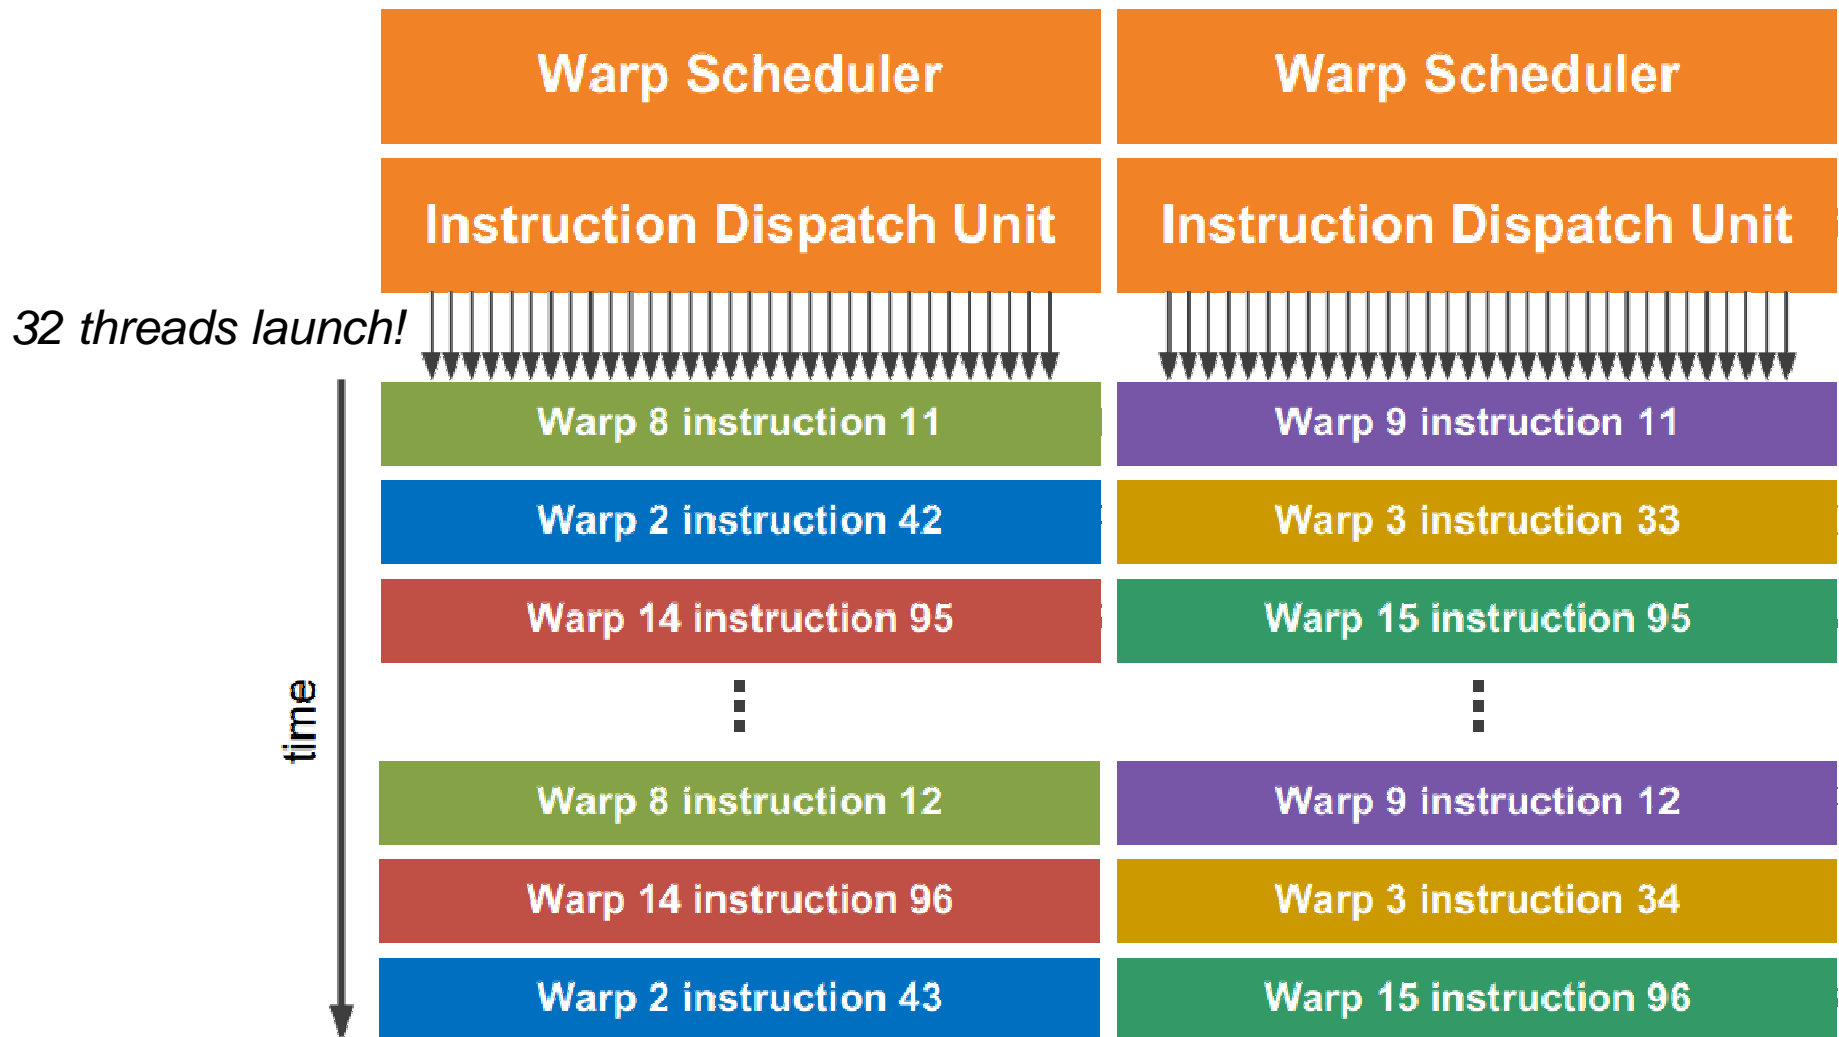 Warp Scheduler
Warp Scheduler
Instruction Dispatch Unit
Instruction Dispatch Unit
32 threads launch!
Warp 8 instruction 11
Warp 9 instruction 11
Warp 2 instruction 42
Warp 3 instruction 33
Warp 14 instruction 95
Warp 15 instruction 95
time
Warp 8 instruction 12
Warp 9 instruction 12
Warp 14 instruction 96
Warp 3 instruction 34
Warp 2 instruction 43
Warp 15 instruction 96